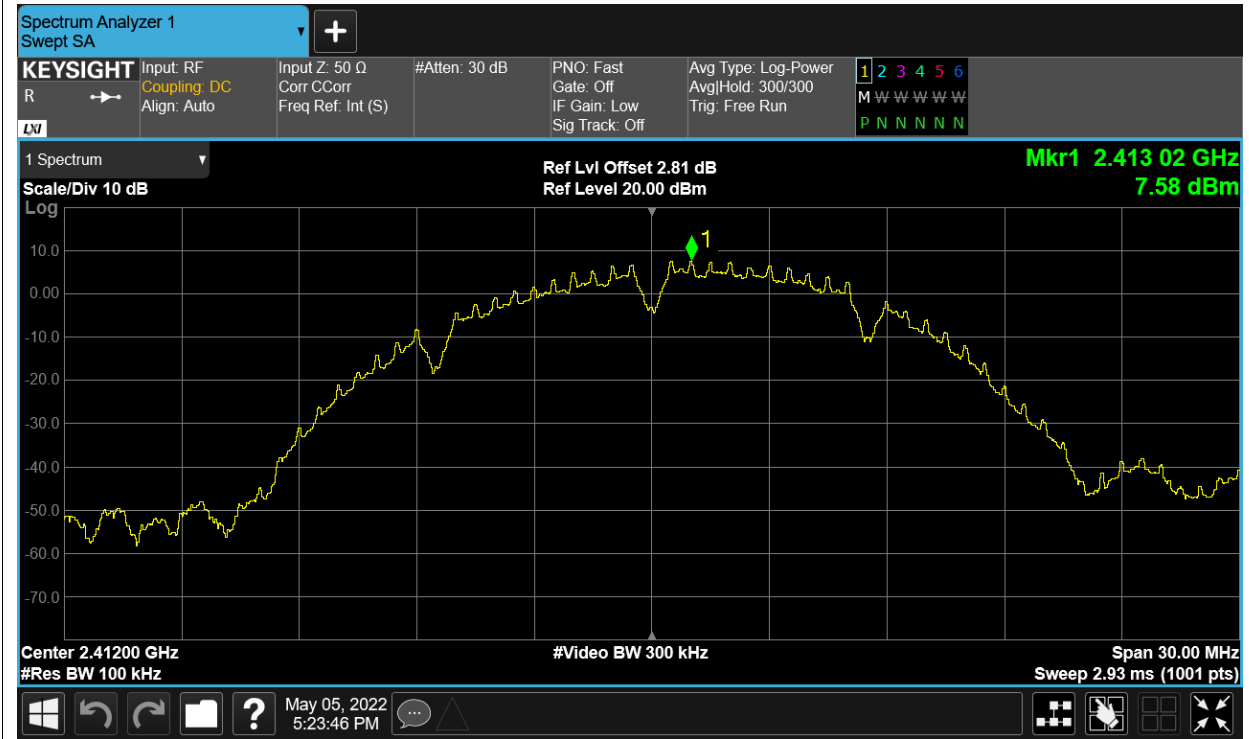 Spectrum Analyzer 1
Swept SA
KEYSIGHT
R
LXI
Input: RF
Coupling: DC
Align: Auto
Input Z: 50 Ω
Corr CCorr
Freq Ref: Int (S)
#Atten: 30 dB
PNO: Fast
Gate: Off
IF Gain: Low
Sig Track: Off
Avg Type: Log-Power
Avg|Hold: 300/300
Trig: Free Run
1 2 3 4 5 6
M W W W W W
P N N N N N
1 Spectrum
Scale/Div 10 dB
Log
Ref Lvl Offset 2.81 dB
Ref Level 20.00 dBm
Mkr1 2.413 02 GHz
7.58 dBm
1
10.0
0.00
-10.0
-20.0
-30.0
-40.0
-50.0
-60.0
-70.0
Center 2.41200 GHz
#Video BW 300 kHz
Span 30.00 MHz
#Res BW 100 kHz
Sweep 2.93 ms (1001 pts)
?
May 05, 2022
5:23:46 PM